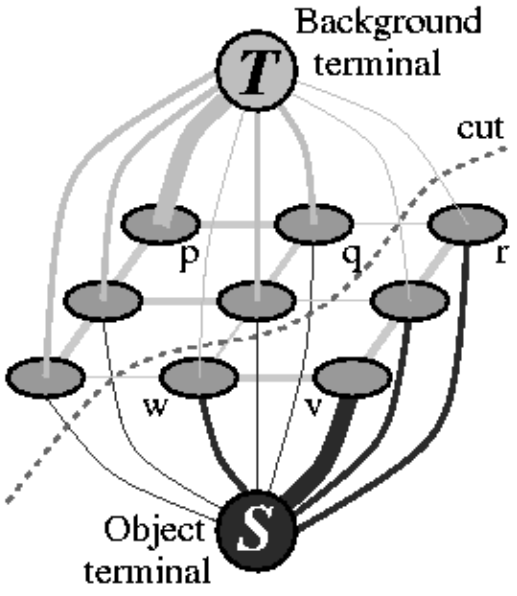 Background
terminal
T
cut
p
q
r
w
v
Object
terminal
S